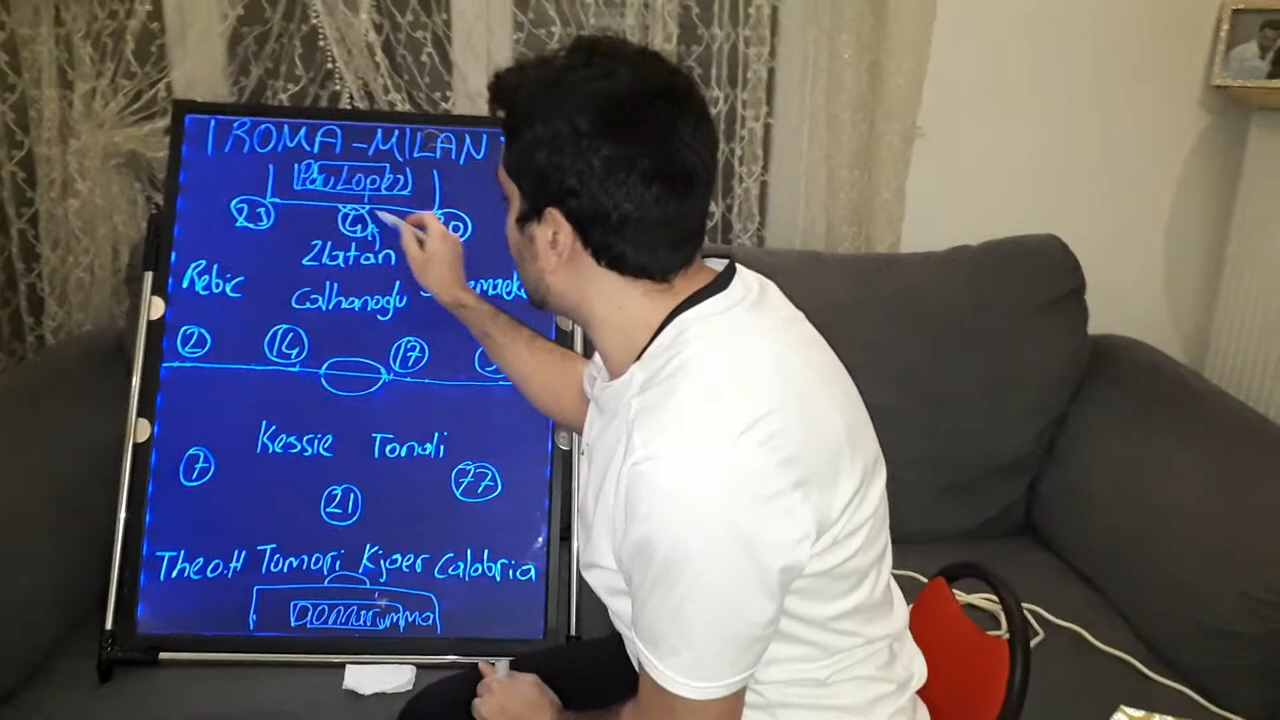 ROMA-MILAN
Pau Lopez
23 4
Zlatan
Rebic
Calhanoglu
2 14 17
Kessie Tonali
7 77
21
Theo.H Tomori Kjaer Calabria
Donnarumma